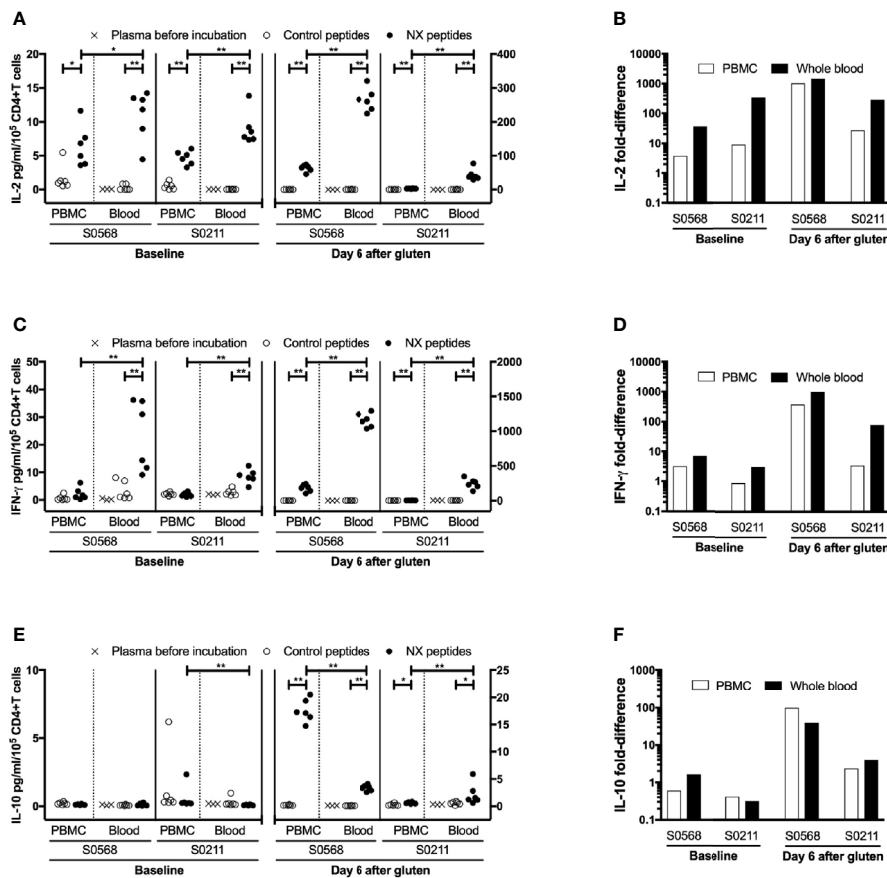 A
× Plasma before incubation ○ Control peptides ● NX peptides
IL-2 pg/ml/10⁵ CD4+T cells
20
15
10
5
0
400
300
200
100
0
* * ** ** ** ** ** ** ** ** ** **
PBMC Blood PBMC Blood PBMC Blood PBMC Blood
S0568 S0211 S0568 S0211
Baseline Day 6 after gluten
B
PBMC Whole blood
IL-2 fold-difference
10000
1000
100
10
1
0.1
S0568 S0211 S0568 S0211
Baseline Day 6 after gluten
C
× Plasma before incubation ○ Control peptides ● NX peptides
IFN-γ pg/ml/10⁵ CD4+T cells
50
40
30
20
10
0
2000
1500
1000
500
0
** ** ** ** ** ** ** ** ** **
PBMC Blood PBMC Blood PBMC Blood PBMC Blood
S0568 S0211 S0568 S0211
Baseline Day 6 after gluten
D
PBMC Whole blood
IFN-γ fold-difference
10000
1000
100
10
1
0.1
S0568 S0211 S0568 S0211
Baseline Day 6 after gluten
E
× Plasma before incubation ○ Control peptides ● NX peptides
IL-10 pg/ml/10⁵ CD4+T cells
10
5
0
25
20
15
10
5
0
** ** ** ** ** * *
PBMC Blood PBMC Blood PBMC Blood PBMC Blood
S0568 S0211 S0568 S0211
Baseline Day 6 after gluten
F
PBMC Whole blood
IL-10 fold-difference
1000
100
10
1
0.1
S0568 S0211 S0568 S0211
Baseline Day 6 after gluten